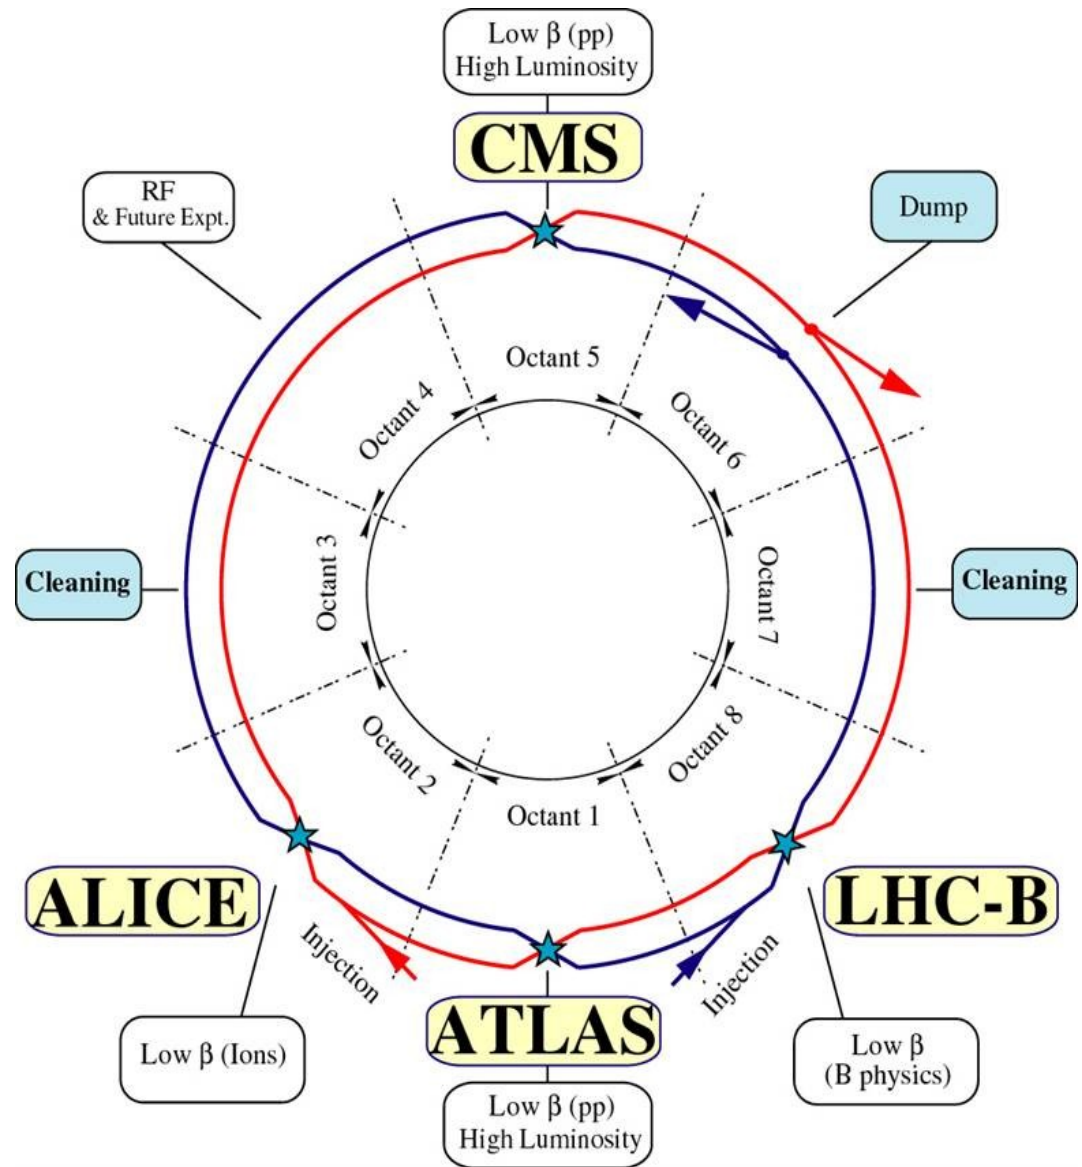 Low β (pp)
High Luminosity
CMS
RF
& Future Expt.
Dump
Octant 5
Octant 4
Octant 6
Cleaning
Octant 3
Octant 7
Cleaning
Octant 2
Octant 8
Octant 1
ALICE
LHC-B
Injection
Injection
ATLAS
Low β (Ions)
Low β
(B physics)
Low β (pp)
High Luminosity